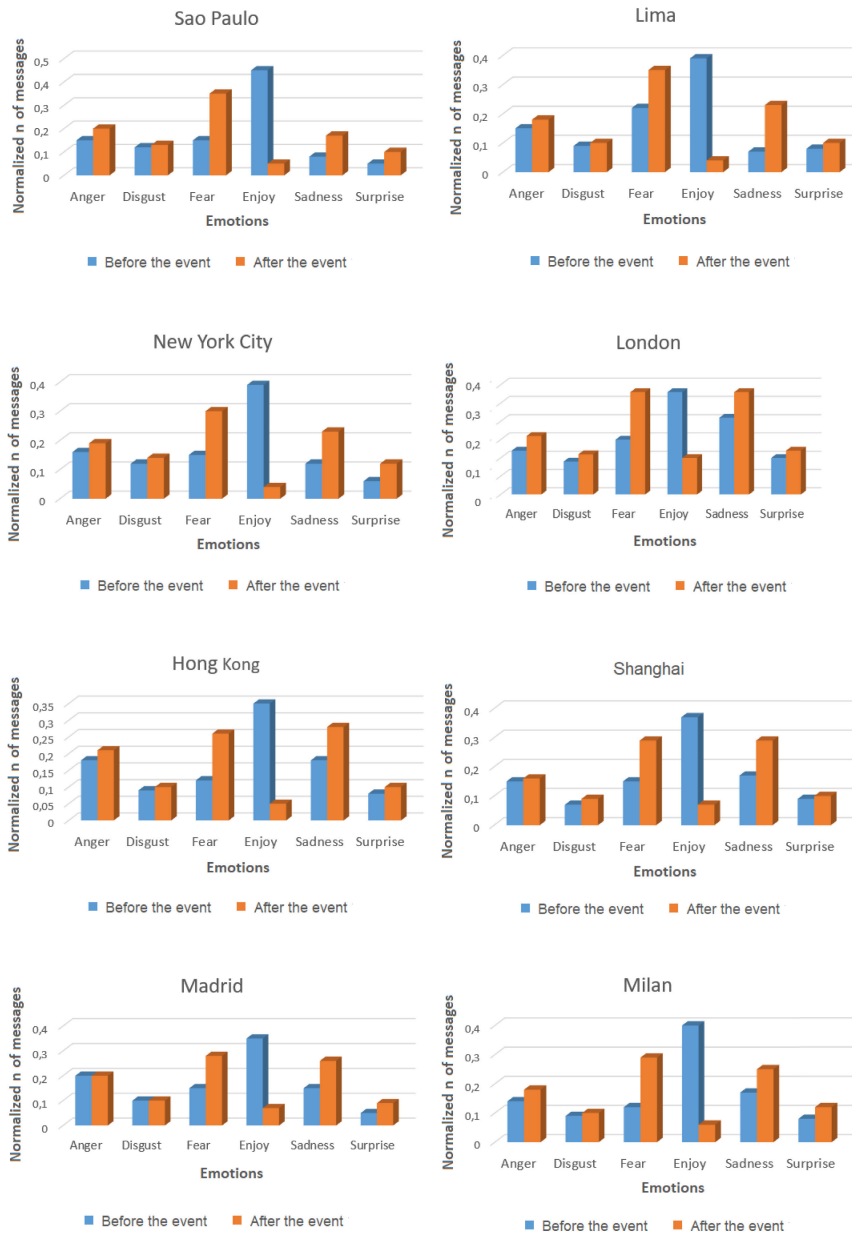 Sao Paulo
Normalized n of messages
0,5
0,4
0,3
0,2
0,1
0
Anger Disgust Fear Enjoy Sadness Surprise
Emotions
Before the event After the event
Lima
Normalized n of messages
0,4
0,3
0,2
0,1
0
Anger Disgust Fear Enjoy Sadness Surprise
Emotions
Before the event After the event
New York City
Normalized n of messages
0,4
0,3
0,2
0,1
0
Anger Disgust Fear Enjoy Sadness Surprise
Emotions
Before the event After the event
London
Normalized n of messages
0,4
0,3
0,2
0,1
0
Anger Disgust Fear Enjoy Sadness Surprise
Emotions
Before the event After the event
Hong Kong
Normalized n of messages
0,35
0,3
0,25
0,2
0,15
0,1
0,05
0
Anger Disgust Fear Enjoy Sadness Surprise
Emotions
Before the event After the event
Shanghai
Normalized n of messages
0,4
0,3
0,2
0,1
0
Anger Disgust Fear Enjoy Sadness Surprise
Emotions
Before the event After the event
Madrid
Normalized n of messages
0,4
0,3
0,2
0,1
0
Anger Disgust Fear Enjoy Sadness Surprise
Emotions
Before the event After the event
Milan
Normalized n of messages
0,4
0,3
0,2
0,1
0
Anger Disgust Fear Enjoy Sadness Surprise
Emotions
Before the event After the event